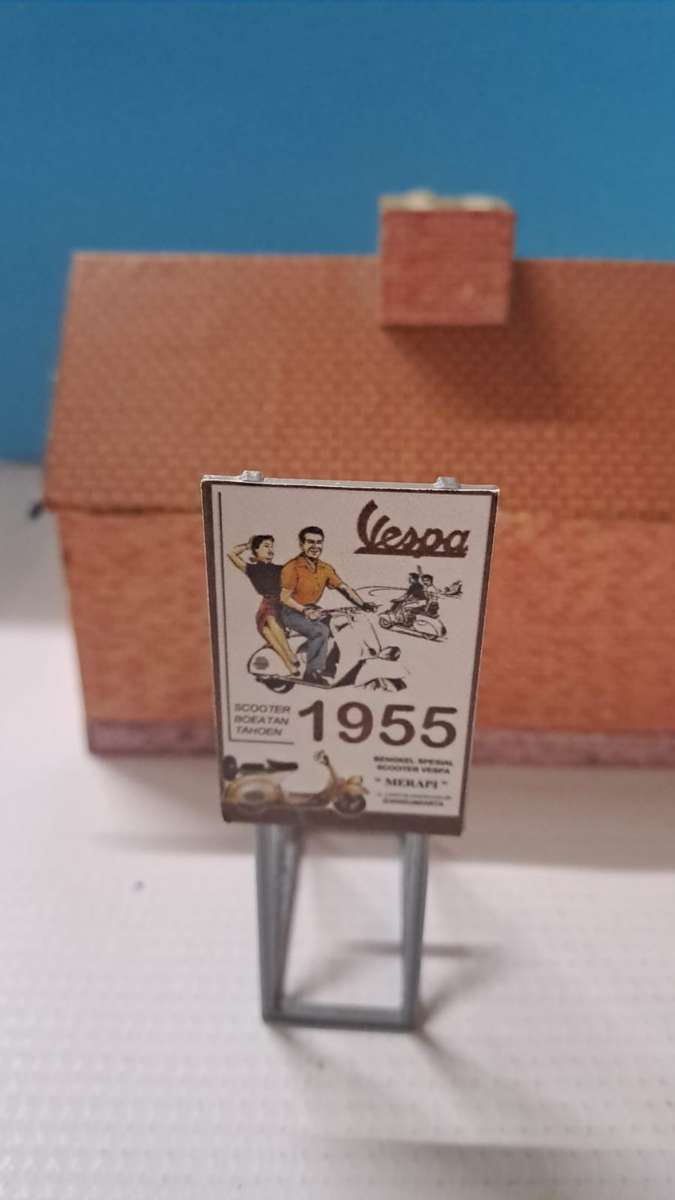 Vespa
SCOOTER
BOEATAN
TAHOEN
1955
BENGKEL SPESIAL
SCOOTER VESPA
" MERAPI "